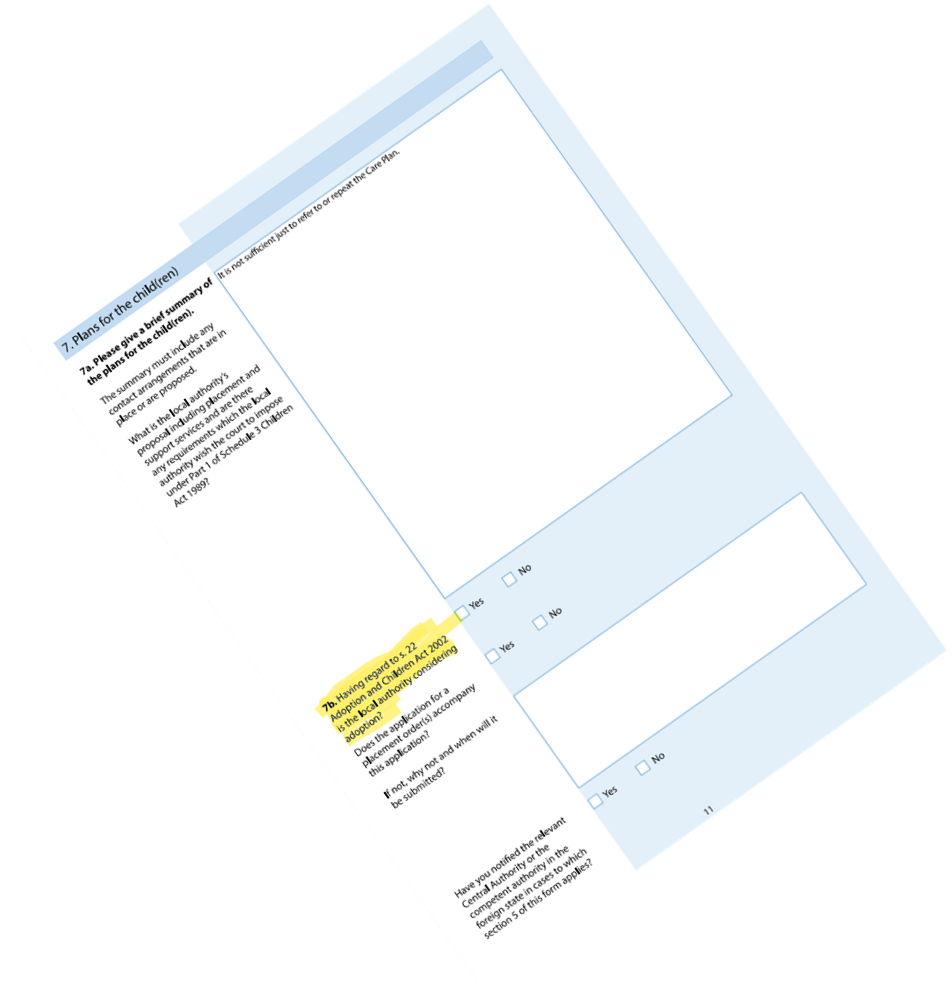 7. Plans for the child(ren)
7a. Please give a brief summary of
the plans for the child(ren).
The summary must include any
contact arrangements that are in
place or are proposed.
What is the local authority's
proposal including placement and
support services and are there
any requirements which the local
authority wish the court to impose
under Part 1 of Schedule 3 Children
Act 1989?
It is not sufficient just to refer to or repeat the Care Plan.
7b. Having regard to s. 22
Adoption and Children Act 2002
is the local authority considering
adoption?
Yes No
Does the application for a
placement order(s) accompany
this application?
Yes No
If not, why not and when will it
be submitted?
Have you notified the relevant
Central Authority or the
competent authority in the
foreign state in cases to which
section 5 of this form applies?
Yes No
11